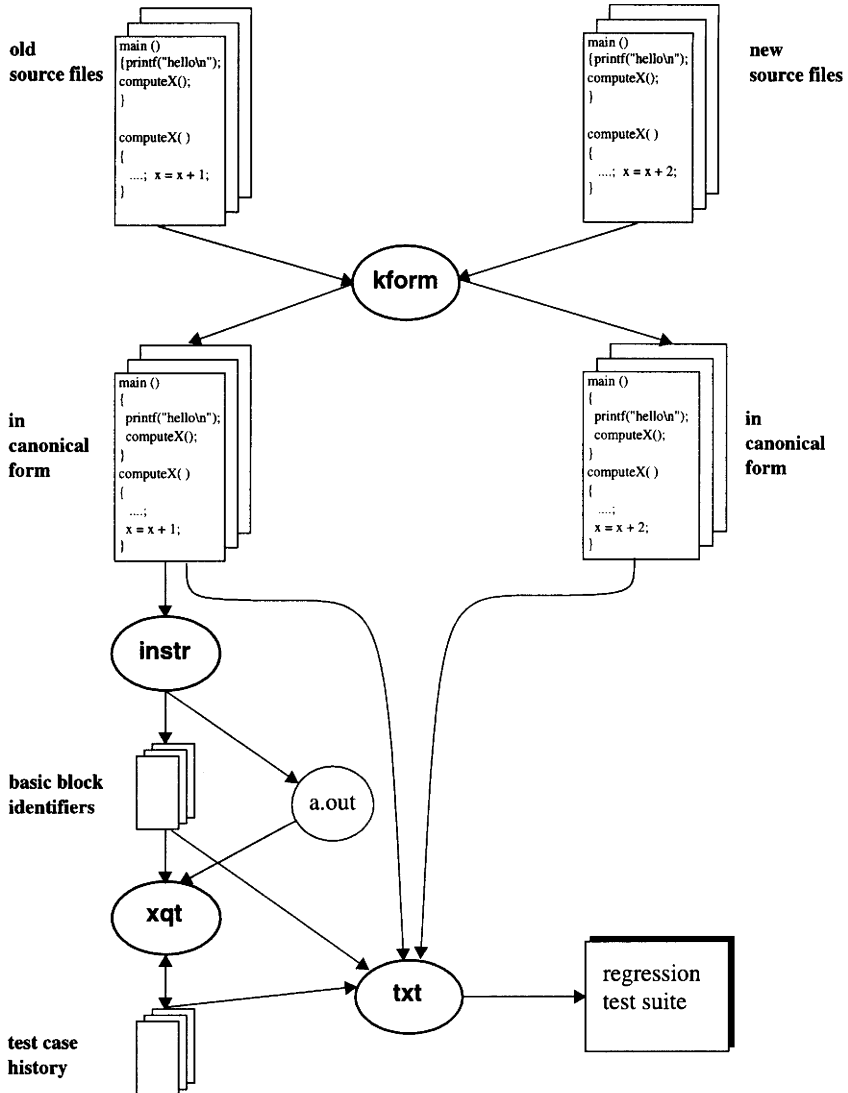 old
source files
main ()
{printf("hello\n");
computeX();
}
computeX( )
{
....; x = x + 1;
}
main ()
{printf("hello\n");
computeX();
}
computeX( )
{
....; x = x + 2;
}
new
source files
kform
in
canonical
form
main ()
{
printf("hello\n");
computeX();
}
computeX( )
{
....;
x = x + 1;
}
main ()
{
printf("hello\n");
computeX();
}
computeX( )
{
....;
x = x + 2;
}
in
canonical
form
instr
basic block
identifiers
a.out
xqt
txt
regression
test suite
test case
history